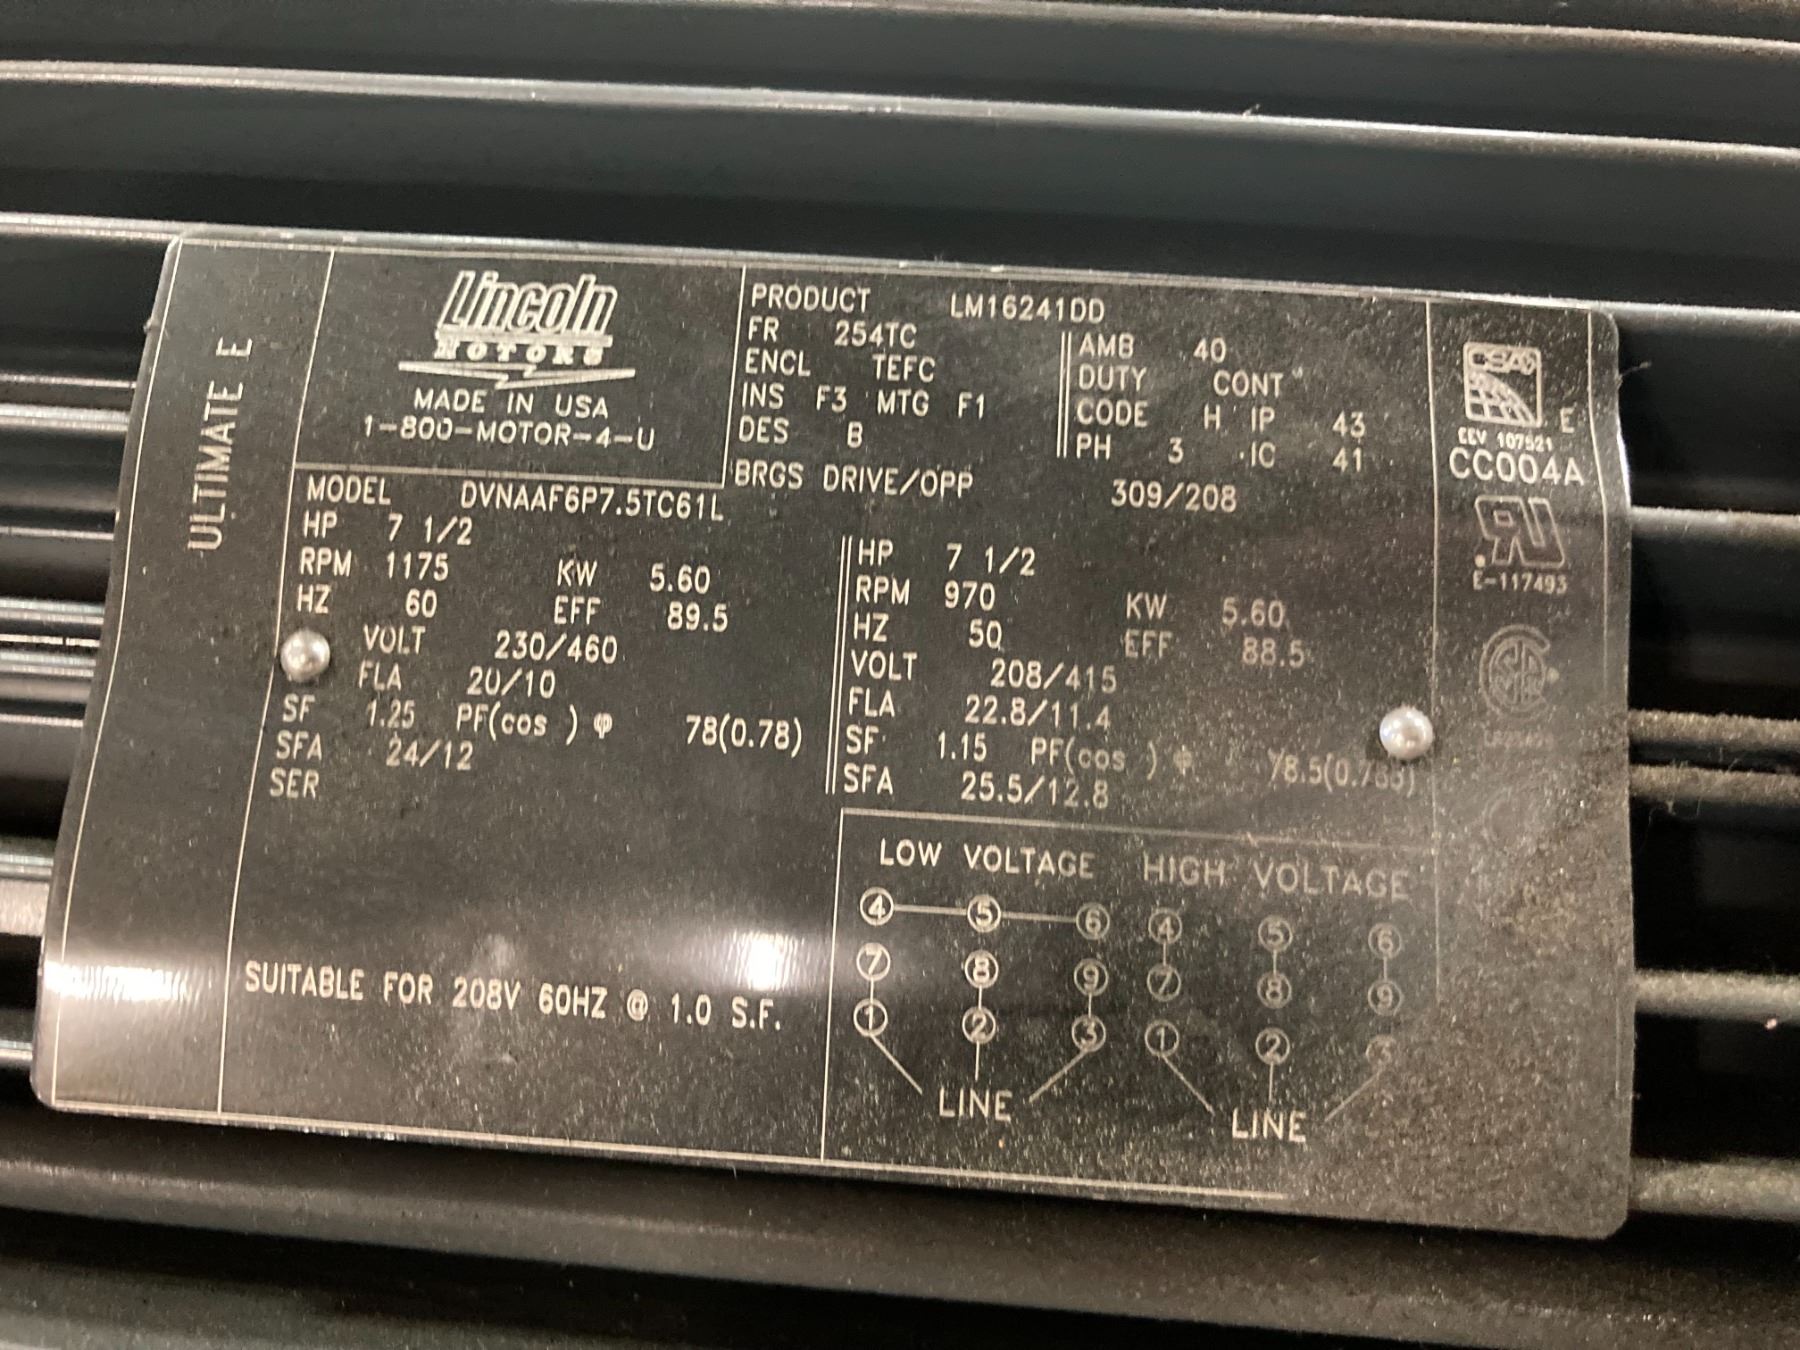 ULTIMATE E
Lincoln
MOTORS
MADE IN USA
1-800-MOTOR-4-U
PRODUCT LM16241DD
FR 254TC
ENCL TEFC
INS F3 MTG F1
DES B
AMB 40
DUTY CONT
CODE H IP 43
PH 3 IC 41
BRGS DRIVE/OPP 309/208
MODEL DVNAAF6P7.5TC61L
HP 7 1/2
RPM 1175 KW 5.60
HZ 60 EFF 89.5
VOLT 230/460
FLA 20/10
SF 1.25 PF(cos ) φ 78(0.78)
SFA 24/12
SER
HP 7 1/2
RPM 970 KW 5.60
HZ 50 EFF 88.5
VOLT 208/415
FLA 22.8/11.4
SF 1.15 PF(cos ) φ
SFA 25.5/12.8
SUITABLE FOR 208V 60HZ @ 1.0 S.F.
LOW VOLTAGE
4 5 6
7 8 9
1 2 3
LINE
HIGH VOLTAGE
4 5 6
7 8 9
1 2 3
LINE
CSA E
EEV 107521
CC004A
RU
E-117493